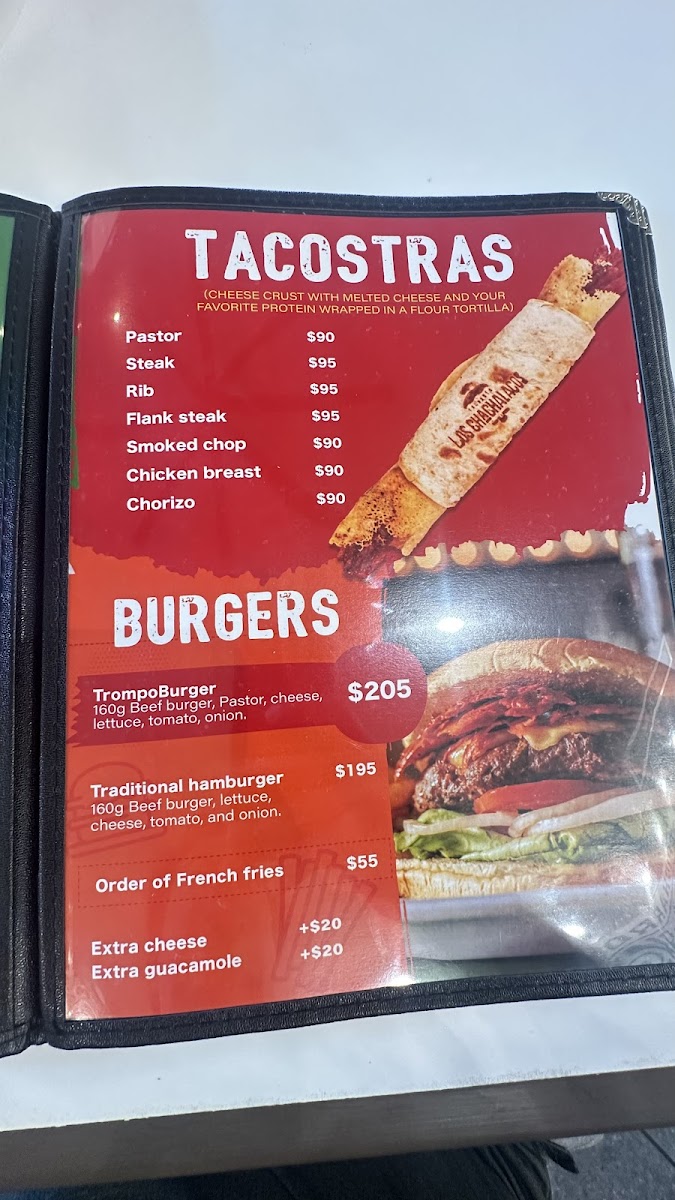 TACOSTRAS
(CHEESE CRUST WITH MELTED CHEESE AND YOUR
FAVORITE PROTEIN WRAPPED IN A FLOUR TORTILLA)
Pastor $90
Steak $95
Rib $95
Flank steak $95
Smoked chop $90
Chicken breast $90
Chorizo $90
LOS CHACHALACOS
BURGERS
TrompoBurger $205
160g Beef burger, Pastor, cheese,
lettuce, tomato, onion.
Traditional hamburger $195
160g Beef burger, lettuce,
cheese, tomato, and onion.
Order of French fries $55
Extra cheese +$20
Extra guacamole +$20